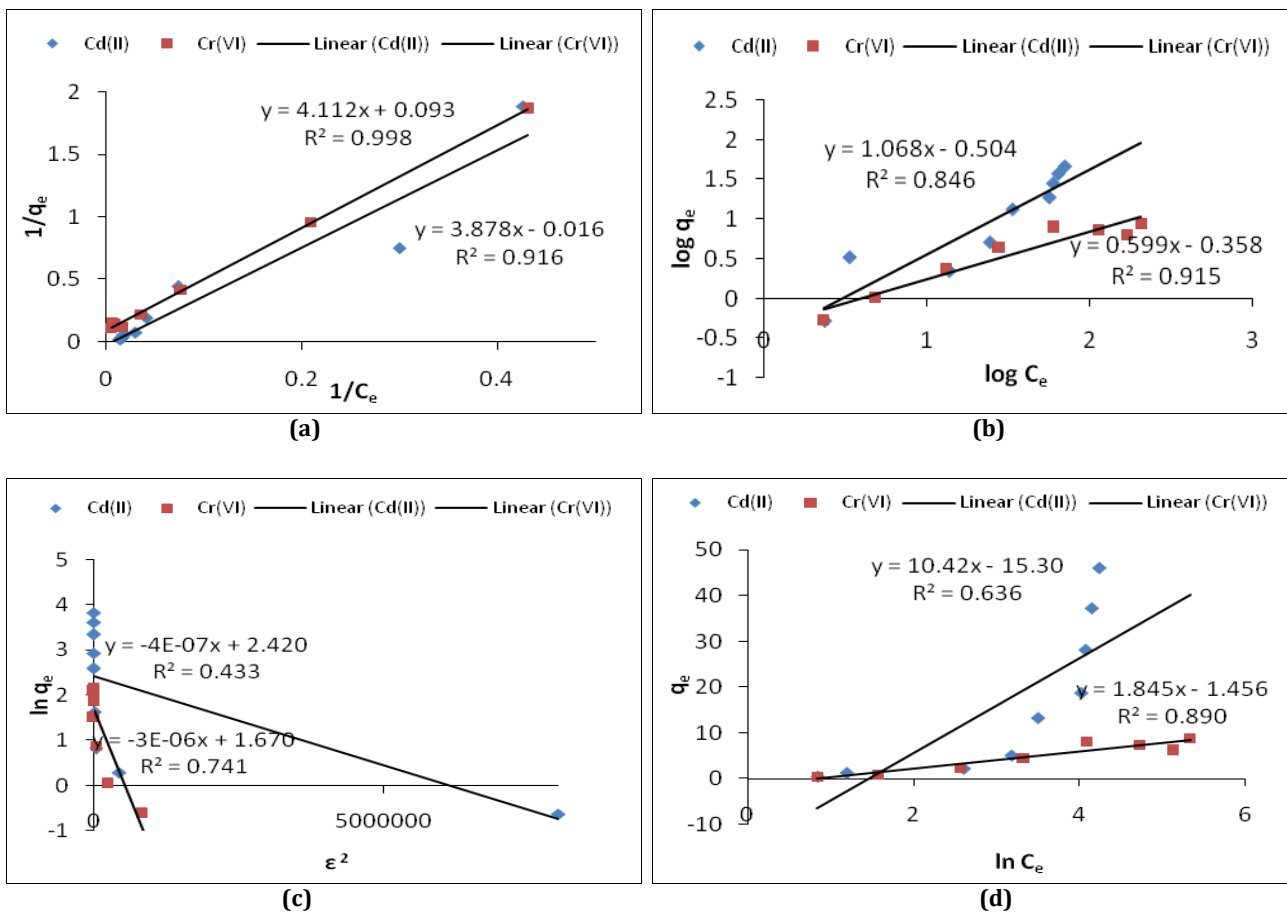 Cd(II) Cr(VI) Linear (Cd(II)) Linear (Cr(VI))
2
1.5
1
0.5
0
1/qe
y = 4.112x + 0.093
R² = 0.998
y = 3.878x - 0.016
R² = 0.916
0 0.2 0.4
1/Ce
(a)
Cd(II) Cr(VI) Linear (Cd(II)) Linear (Cr(VI))
2.5
2
1.5
1
0.5
0
-0.5
-1
log qe
y = 1.068x - 0.504
R² = 0.846
y = 0.599x - 0.358
R² = 0.915
0 1 2 3
log Ce
(b)
Cd(II) Cr(VI) Linear (Cd(II)) Linear (Cr(VI))
5
4
3
2
1
0
-1
ln qe
y = -4E-07x + 2.420
R² = 0.433
y = -3E-06x + 1.670
R² = 0.741
0 5000000
ε²
(c)
Cd(II) Cr(VI) Linear (Cd(II)) Linear (Cr(VI))
50
40
30
20
10
0
-10
qe
y = 10.42x - 15.30
R² = 0.636
y = 1.845x - 1.456
R² = 0.890
0 2 4 6
ln Ce
(d)